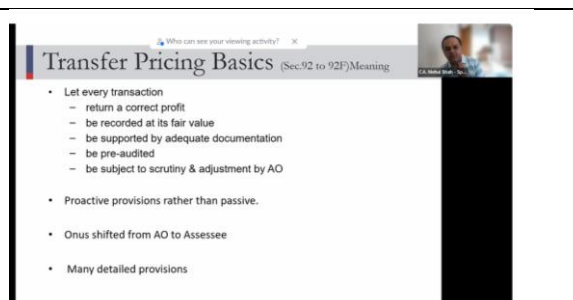 Who can see your viewing activity?
Transfer Pricing Basics (Sec.92 to 92F)Meaning
• Let every transaction
– return a correct profit
– be recorded at its fair value
– be supported by adequate documentation
– be pre-audited
– be subject to scrutiny & adjustment by AO
• Proactive provisions rather than passive.
• Onus shifted from AO to Assessee
• Many detailed provisions